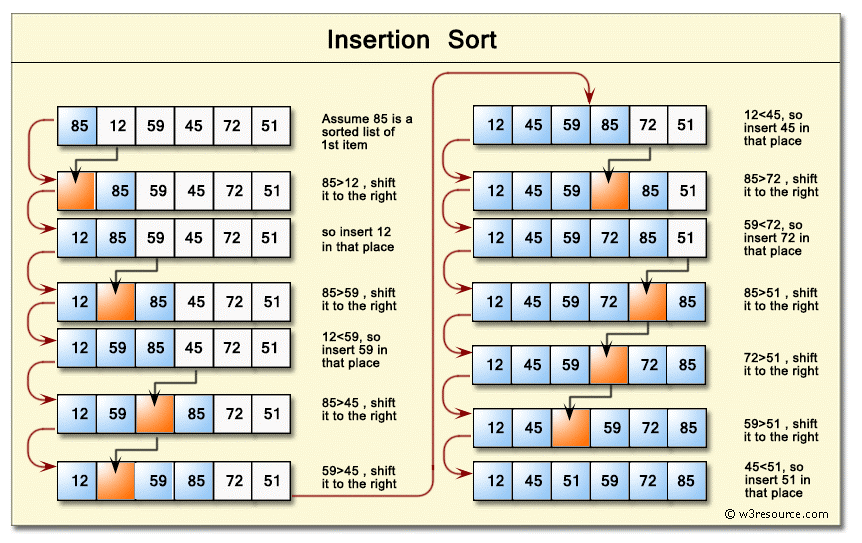 Insertion Sort
85 12 59 45 72 51
Assume 85 is a
sorted list of
1st item
85 59 45 72 51
85>12 , shift
it to the right
12 85 59 45 72 51
so insert 12
in that place
12 85 45 72 51
85>59 , shift
it to the right
12 59 85 45 72 51
12<59, so
insert 59 in
that place
12 59 85 72 51
85>45 , shift
it to the right
12 59 85 72 51
59>45 , shift
it to the right
12 45 59 85 72 51
12<45, so
insert 45 in
that place
12 45 59 85 51
85>72 , shift
it to the right
12 45 59 72 85 51
59<72, so
insert 72 in
that place
12 45 59 72 85
85>51 , shift
it to the right
12 45 59 72 85
72>51 , shift
it to the right
12 45 59 72 85
59>51 , shift
it to the right
12 45 51 59 72 85
45<51, so
insert 51 in
that place
© w3resource.com